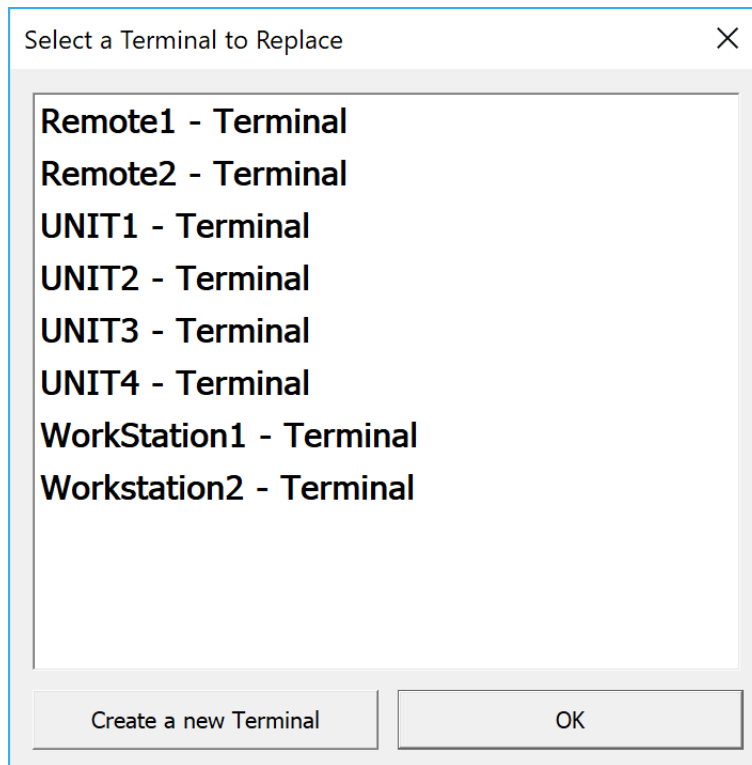 Select a Terminal to Replace
Remote1 - Terminal
Remote2 - Terminal
UNIT1 - Terminal
UNIT2 - Terminal
UNIT3 - Terminal
UNIT4 - Terminal
WorkStation1 - Terminal
Workstation2 - Terminal
Create a new Terminal
OK